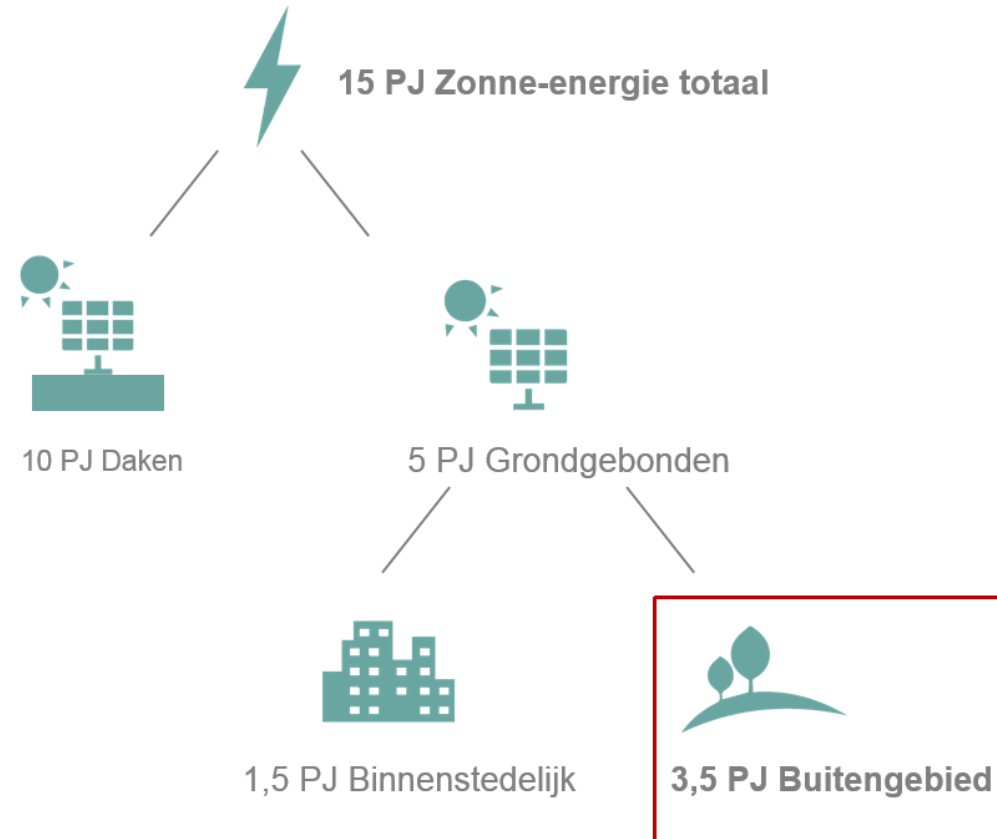 15 PJ Zonne-energie totaal
10 PJ Daken
5 PJ Grondgebonden
1,5 PJ Binnenstedelijk
3,5 PJ Buitengebied